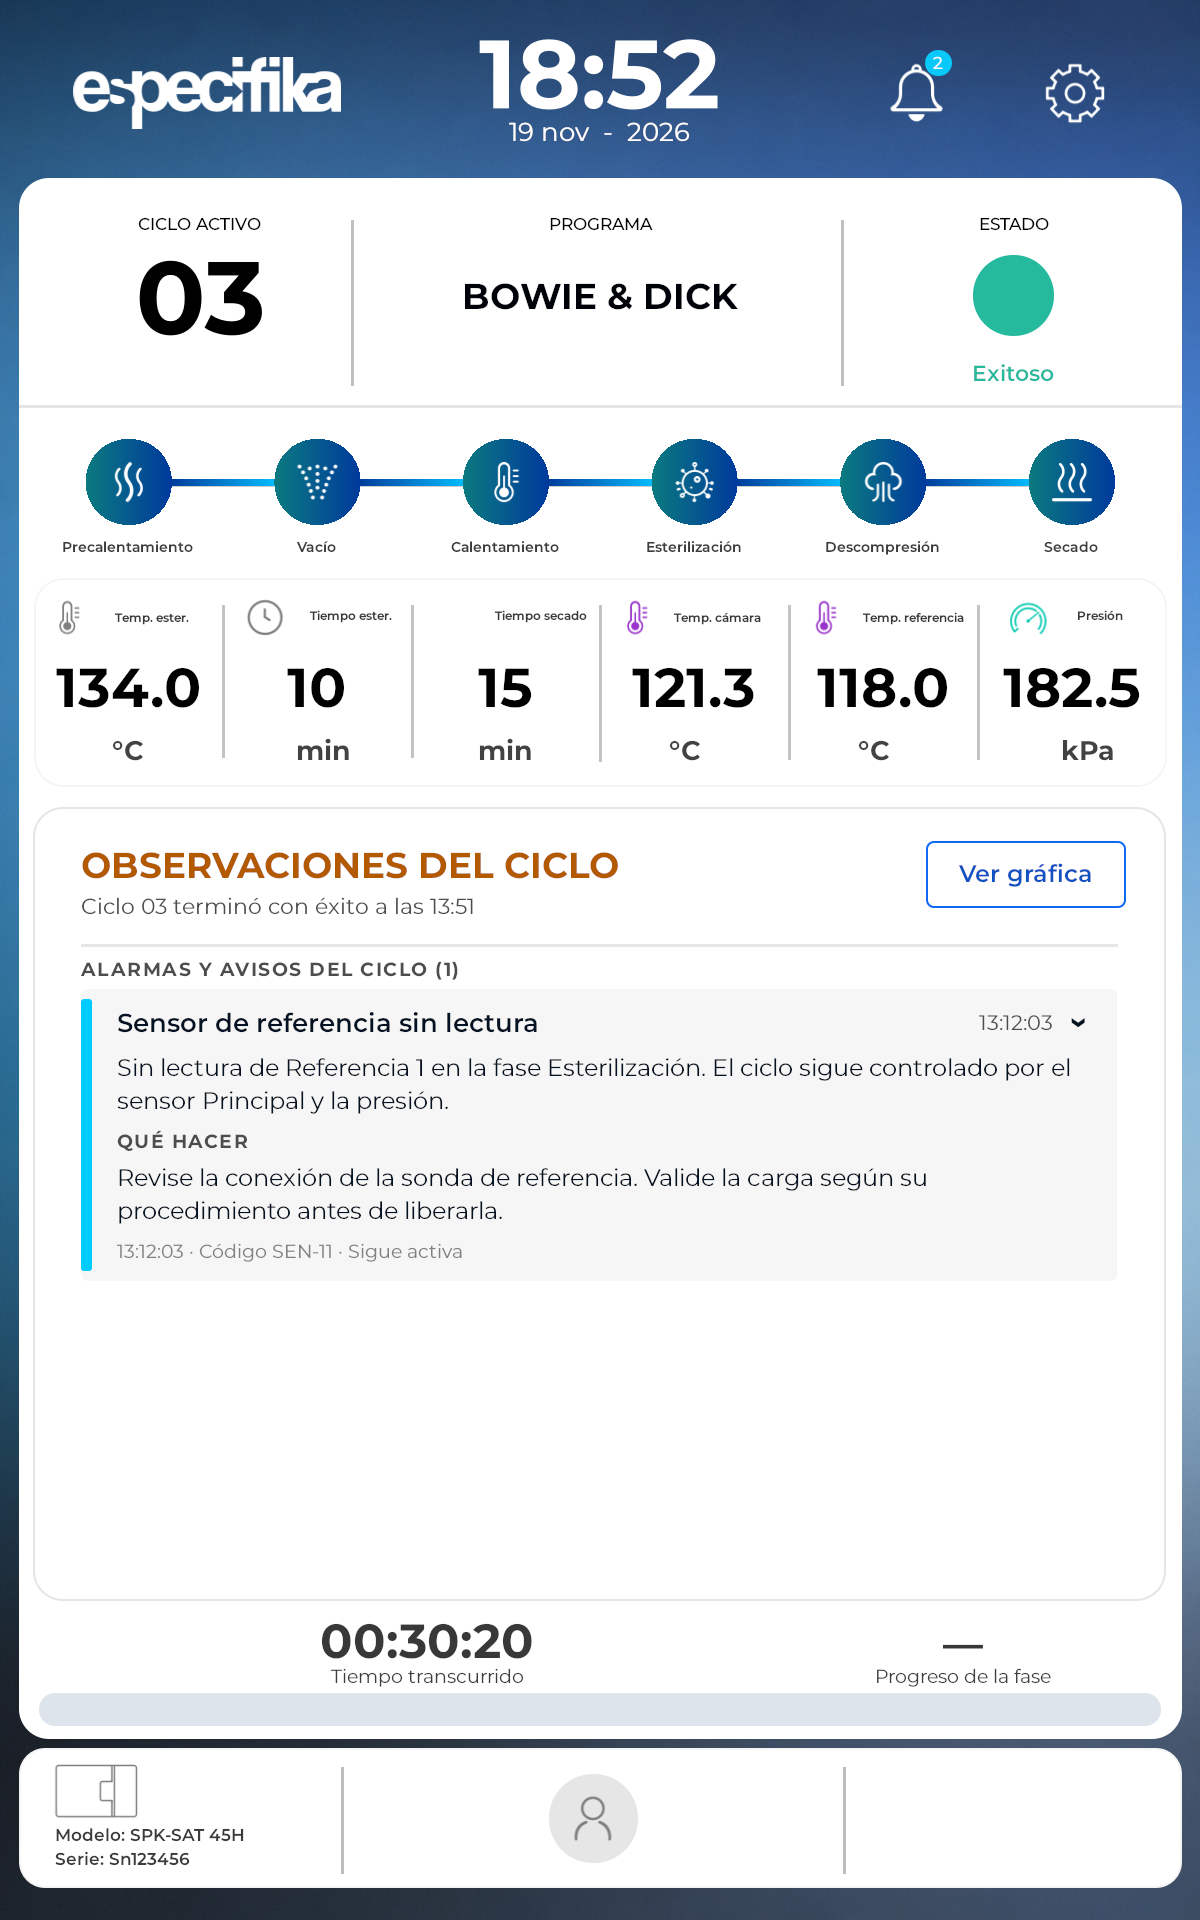 especifika
18:52
19 nov - 2026
2
CICLO ACTIVO
03
PROGRAMA
BOWIE & DICK
ESTADO
Exitoso
Precalentamiento
Vacío
Calentamiento
Esterilización
Descompresión
Secado
Temp. ester.
134.0
°C
Tiempo ester.
10
min
Tiempo secado
15
min
Temp. cámara
121.3
°C
Temp. referencia
118.0
°C
Presión
182.5
kPa
OBSERVACIONES DEL CICLO
Ver gráfica
Ciclo 03 terminó con éxito a las 13:51
ALARMAS Y AVISOS DEL CICLO (1)
Sensor de referencia sin lectura
13:12:03
Sin lectura de Referencia 1 en la fase Esterilización. El ciclo sigue controlado por el
sensor Principal y la presión.
QUÉ HACER
Revise la conexión de la sonda de referencia. Valide la carga según su
procedimiento antes de liberarla.
13:12:03 · Código SEN-11 · Sigue activa
00:30:20
Tiempo transcurrido
—
Progreso de la fase
Modelo: SPK-SAT 45H
Serie: Sn123456